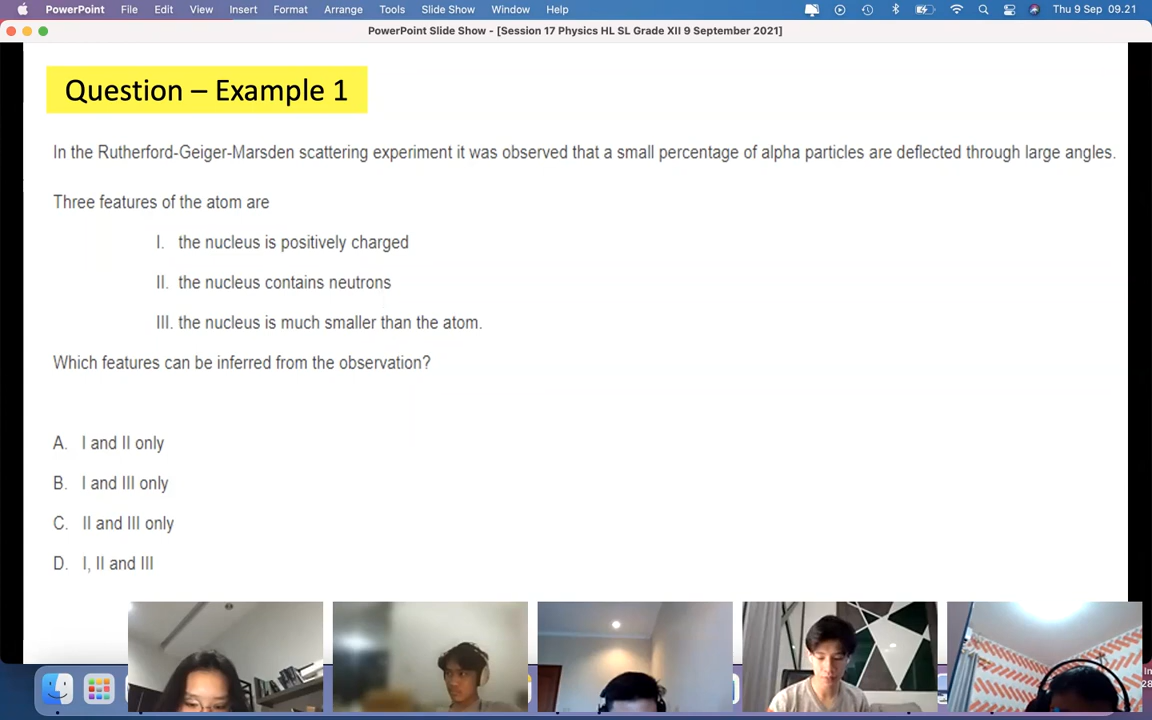 PowerPoint File Edit View Insert Format Arrange Tools Slide Show Window Help Thu 9 Sep 09.21
PowerPoint Slide Show - [Session 17 Physics HL SL Grade XII 9 September 2021]
Question – Example 1
In the Rutherford-Geiger-Marsden scattering experiment it was observed that a small percentage of alpha particles are deflected through large angles.
Three features of the atom are
I. the nucleus is positively charged
II. the nucleus contains neutrons
III. the nucleus is much smaller than the atom.
Which features can be inferred from the observation?
A. I and II only
B. I and III only
C. II and III only
D. I, II and III